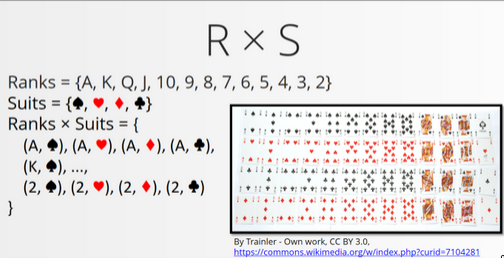 R × S
Ranks = {A, K, Q, J, 10, 9, 8, 7, 6, 5, 4, 3, 2}
Suits = {♠, ♥, ♦, ♣}
Ranks × Suits = {
(A, ♠), (A, ♥), (A, ♦), (A, ♣),
(K, ♠), ...,
(2, ♠), (2, ♥), (2, ♦), (2, ♣)
}
By Trainler - Own work, CC BY 3.0,
https://commons.wikimedia.org/w/index.php?curid=7104281